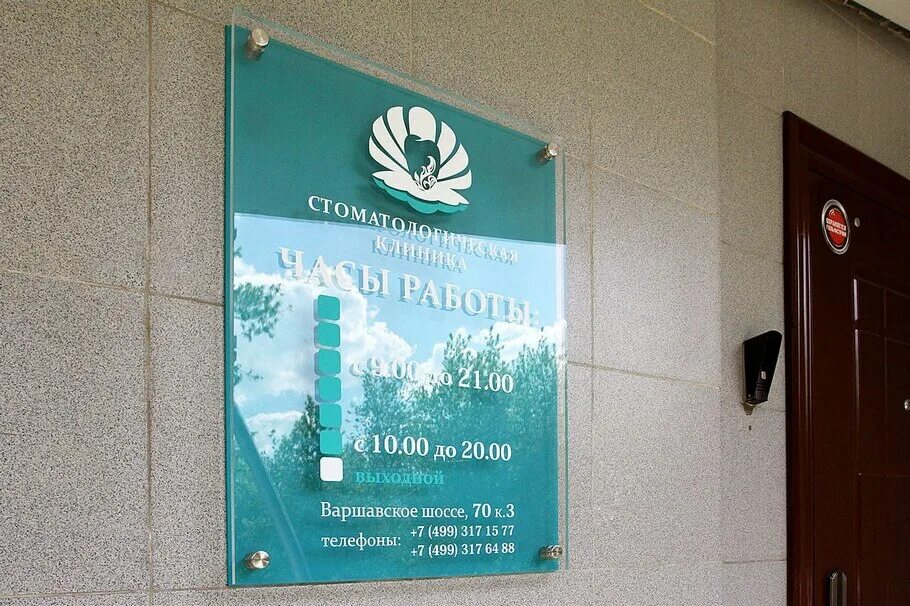 СТОМАТОЛОГИЧЕСКАЯ
КЛИНИКА
ЧАСЫ РАБОТЫ:
с 9.00 до 21.00
с 10.00 до 20.00
выходной
Варшавское шоссе, 70 к.3
телефоны: +7 (499) 317 15 77
+7 (499) 317 64 88
ОХРАНЯЕТСЯ